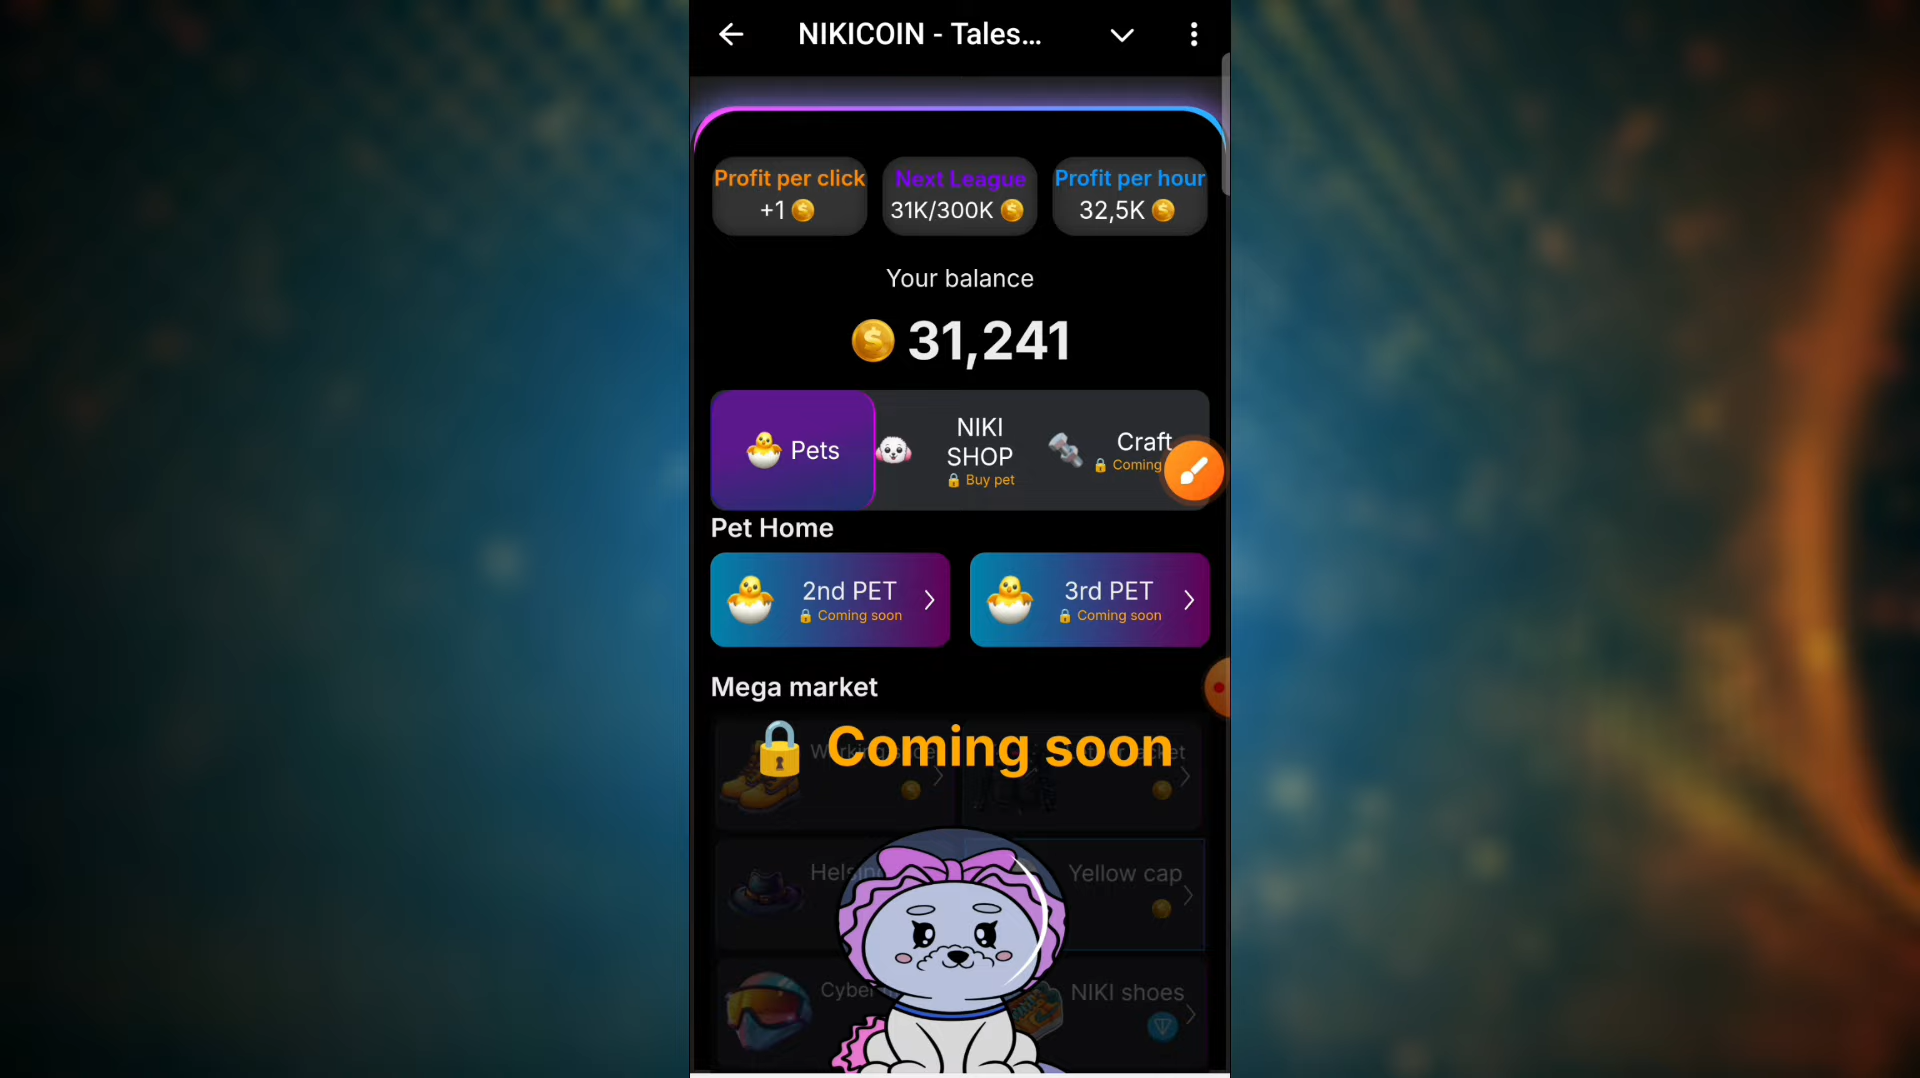 NIKICOIN - Tales...
Profit per click
+1
Next League
31K/300K
Profit per hour
32,5K
Your balance
31,241
Pets
NIKI
SHOP
Buy pet
Craft
Coming
Pet Home
2nd PET
Coming soon
3rd PET
Coming soon
Mega market
Coming soon
Yellow cap
NIKI shoes